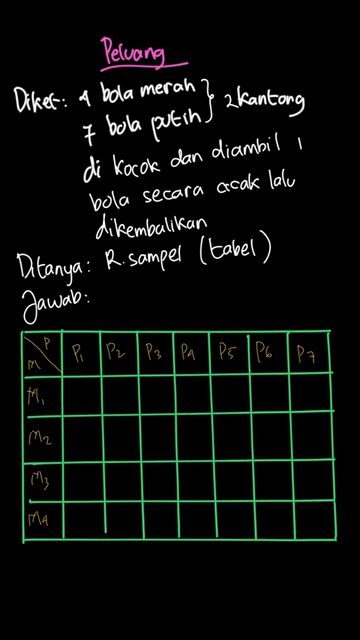 Peluang
Diket: 4 bola merah } 2 kantong
7 bola putih
di kocok dan diambil 1
bola secara acak lalu
dikembalikan
Ditanya: R. sampel (tabel)
Jawab:
M\P P1 P2 P3 P4 P5 P6 P7
M1
M2
M3
M4